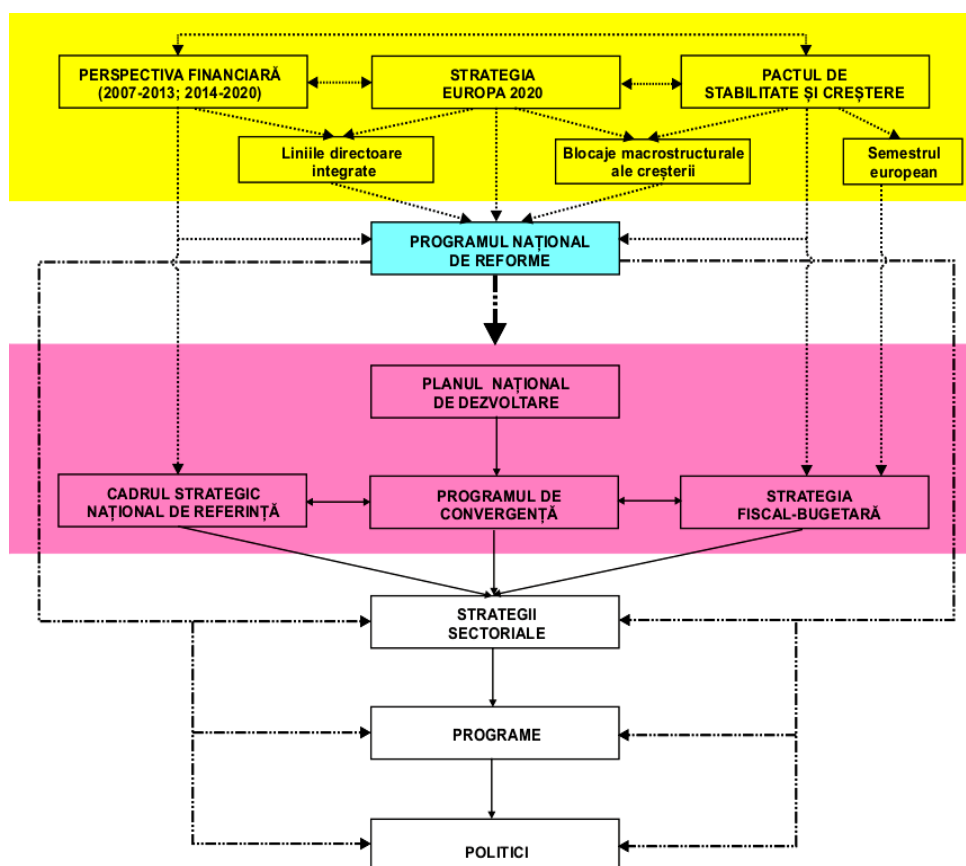 PERSPECTIVA FINANCIARĂ
(2007-2013; 2014-2020)
STRATEGIA
EUROPA 2020
PACTUL DE
STABILITATE ȘI CREȘTERE
Liniile directoare
integrate
Blocaje macrostructurale
ale creșterii
Semestrul
european
PROGRAMUL NAȚIONAL
DE REFORME
PLANUL NAȚIONAL
DE DEZVOLTARE
CADRUL STRATEGIC
NAȚIONAL DE REFERINȚĂ
PROGRAMUL DE
CONVERGENȚĂ
STRATEGIA
FISCAL-BUGETARĂ
STRATEGII
SECTORIALE
PROGRAME
POLITICI